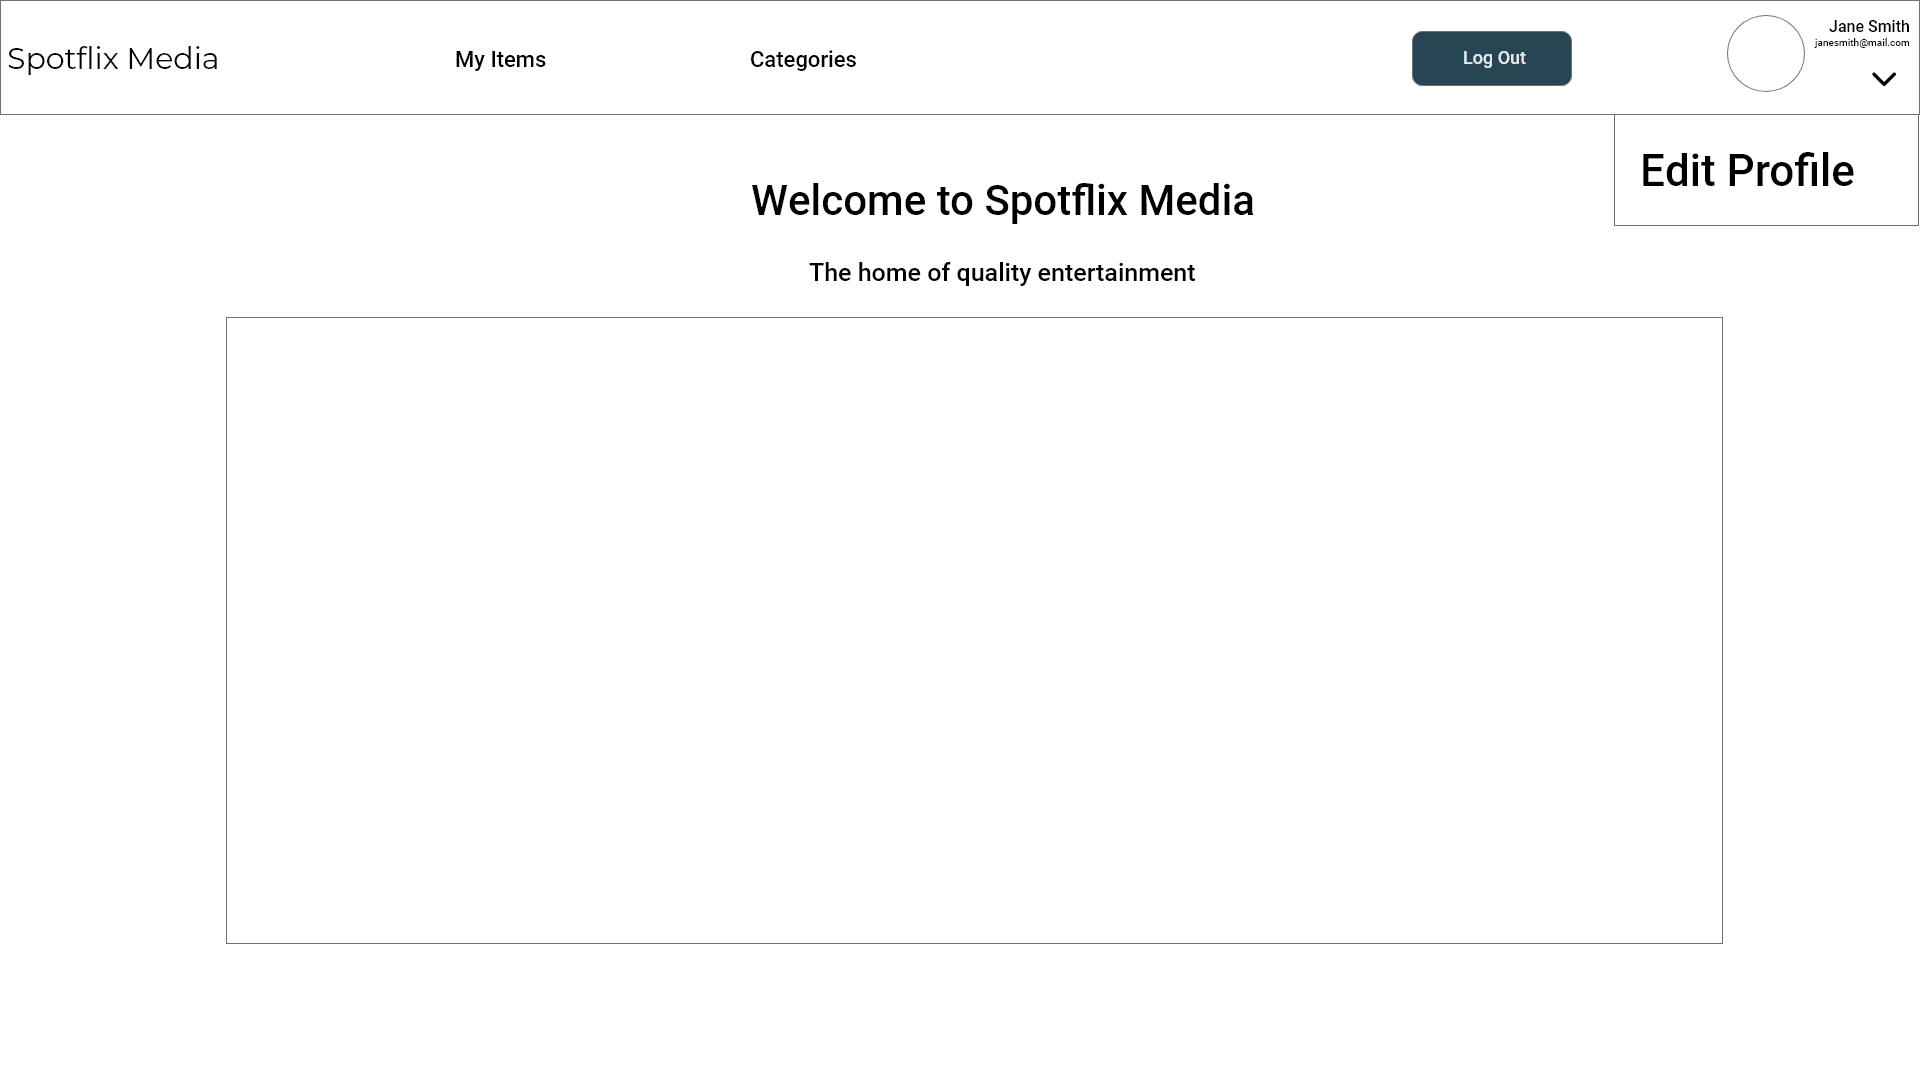 Spotflix Media
My Items
Categories
Log Out
Jane Smith
janesmith@mail.com
Edit Profile
Welcome to Spotflix Media
The home of quality entertainment